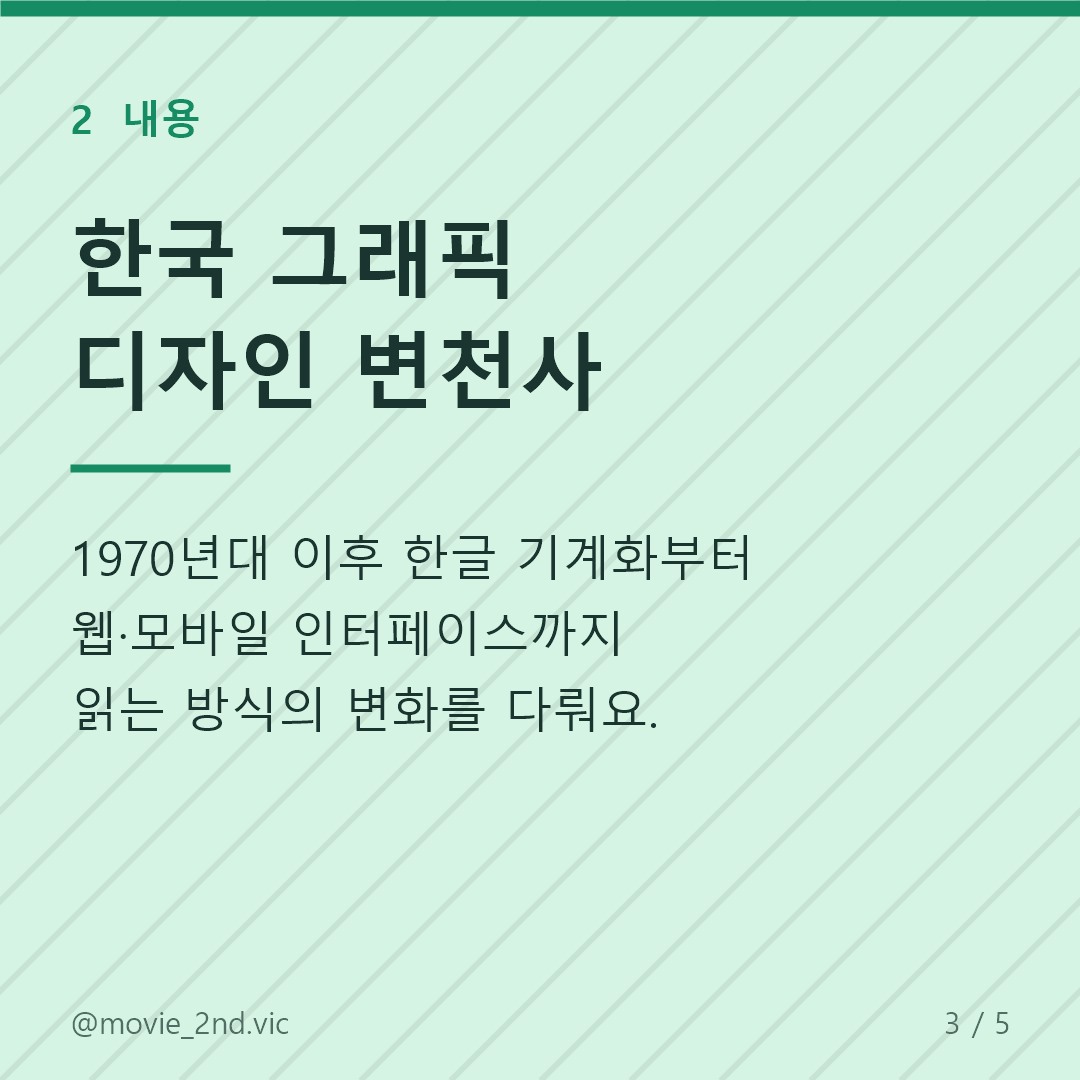 2 내용
한국 그래픽
디자인 변천사
1970년대 이후 한글 기계화부터
웹·모바일 인터페이스까지
읽는 방식의 변화를 다뤄요.
@movie_2nd.vic
3 / 5